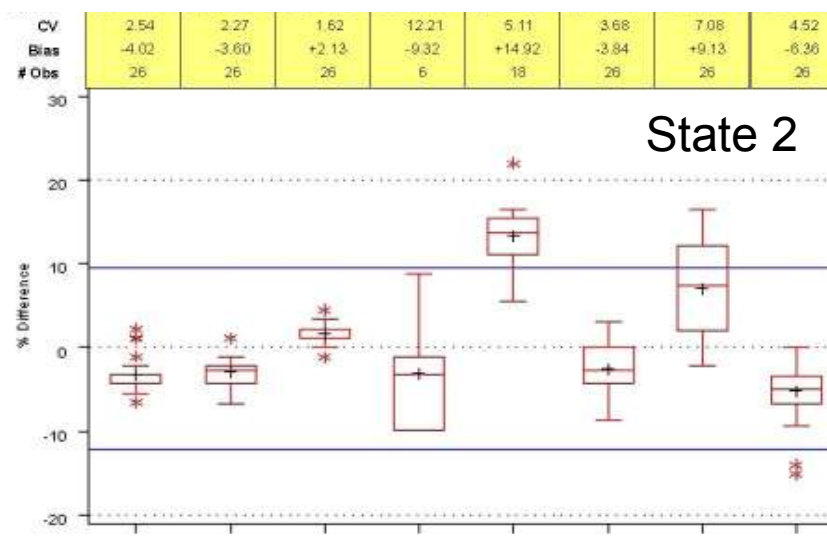 CV 2.54 2.27 1.62 12.21 5.11 3.68 7.08 4.52
Bias -4.02 -3.60 +2.13 -9.32 +14.92 -3.84 +9.13 -6.36
# Obs 26 26 26 6 18 26 26 26
State 2
30
20
10
0
-10
-20
% Difference